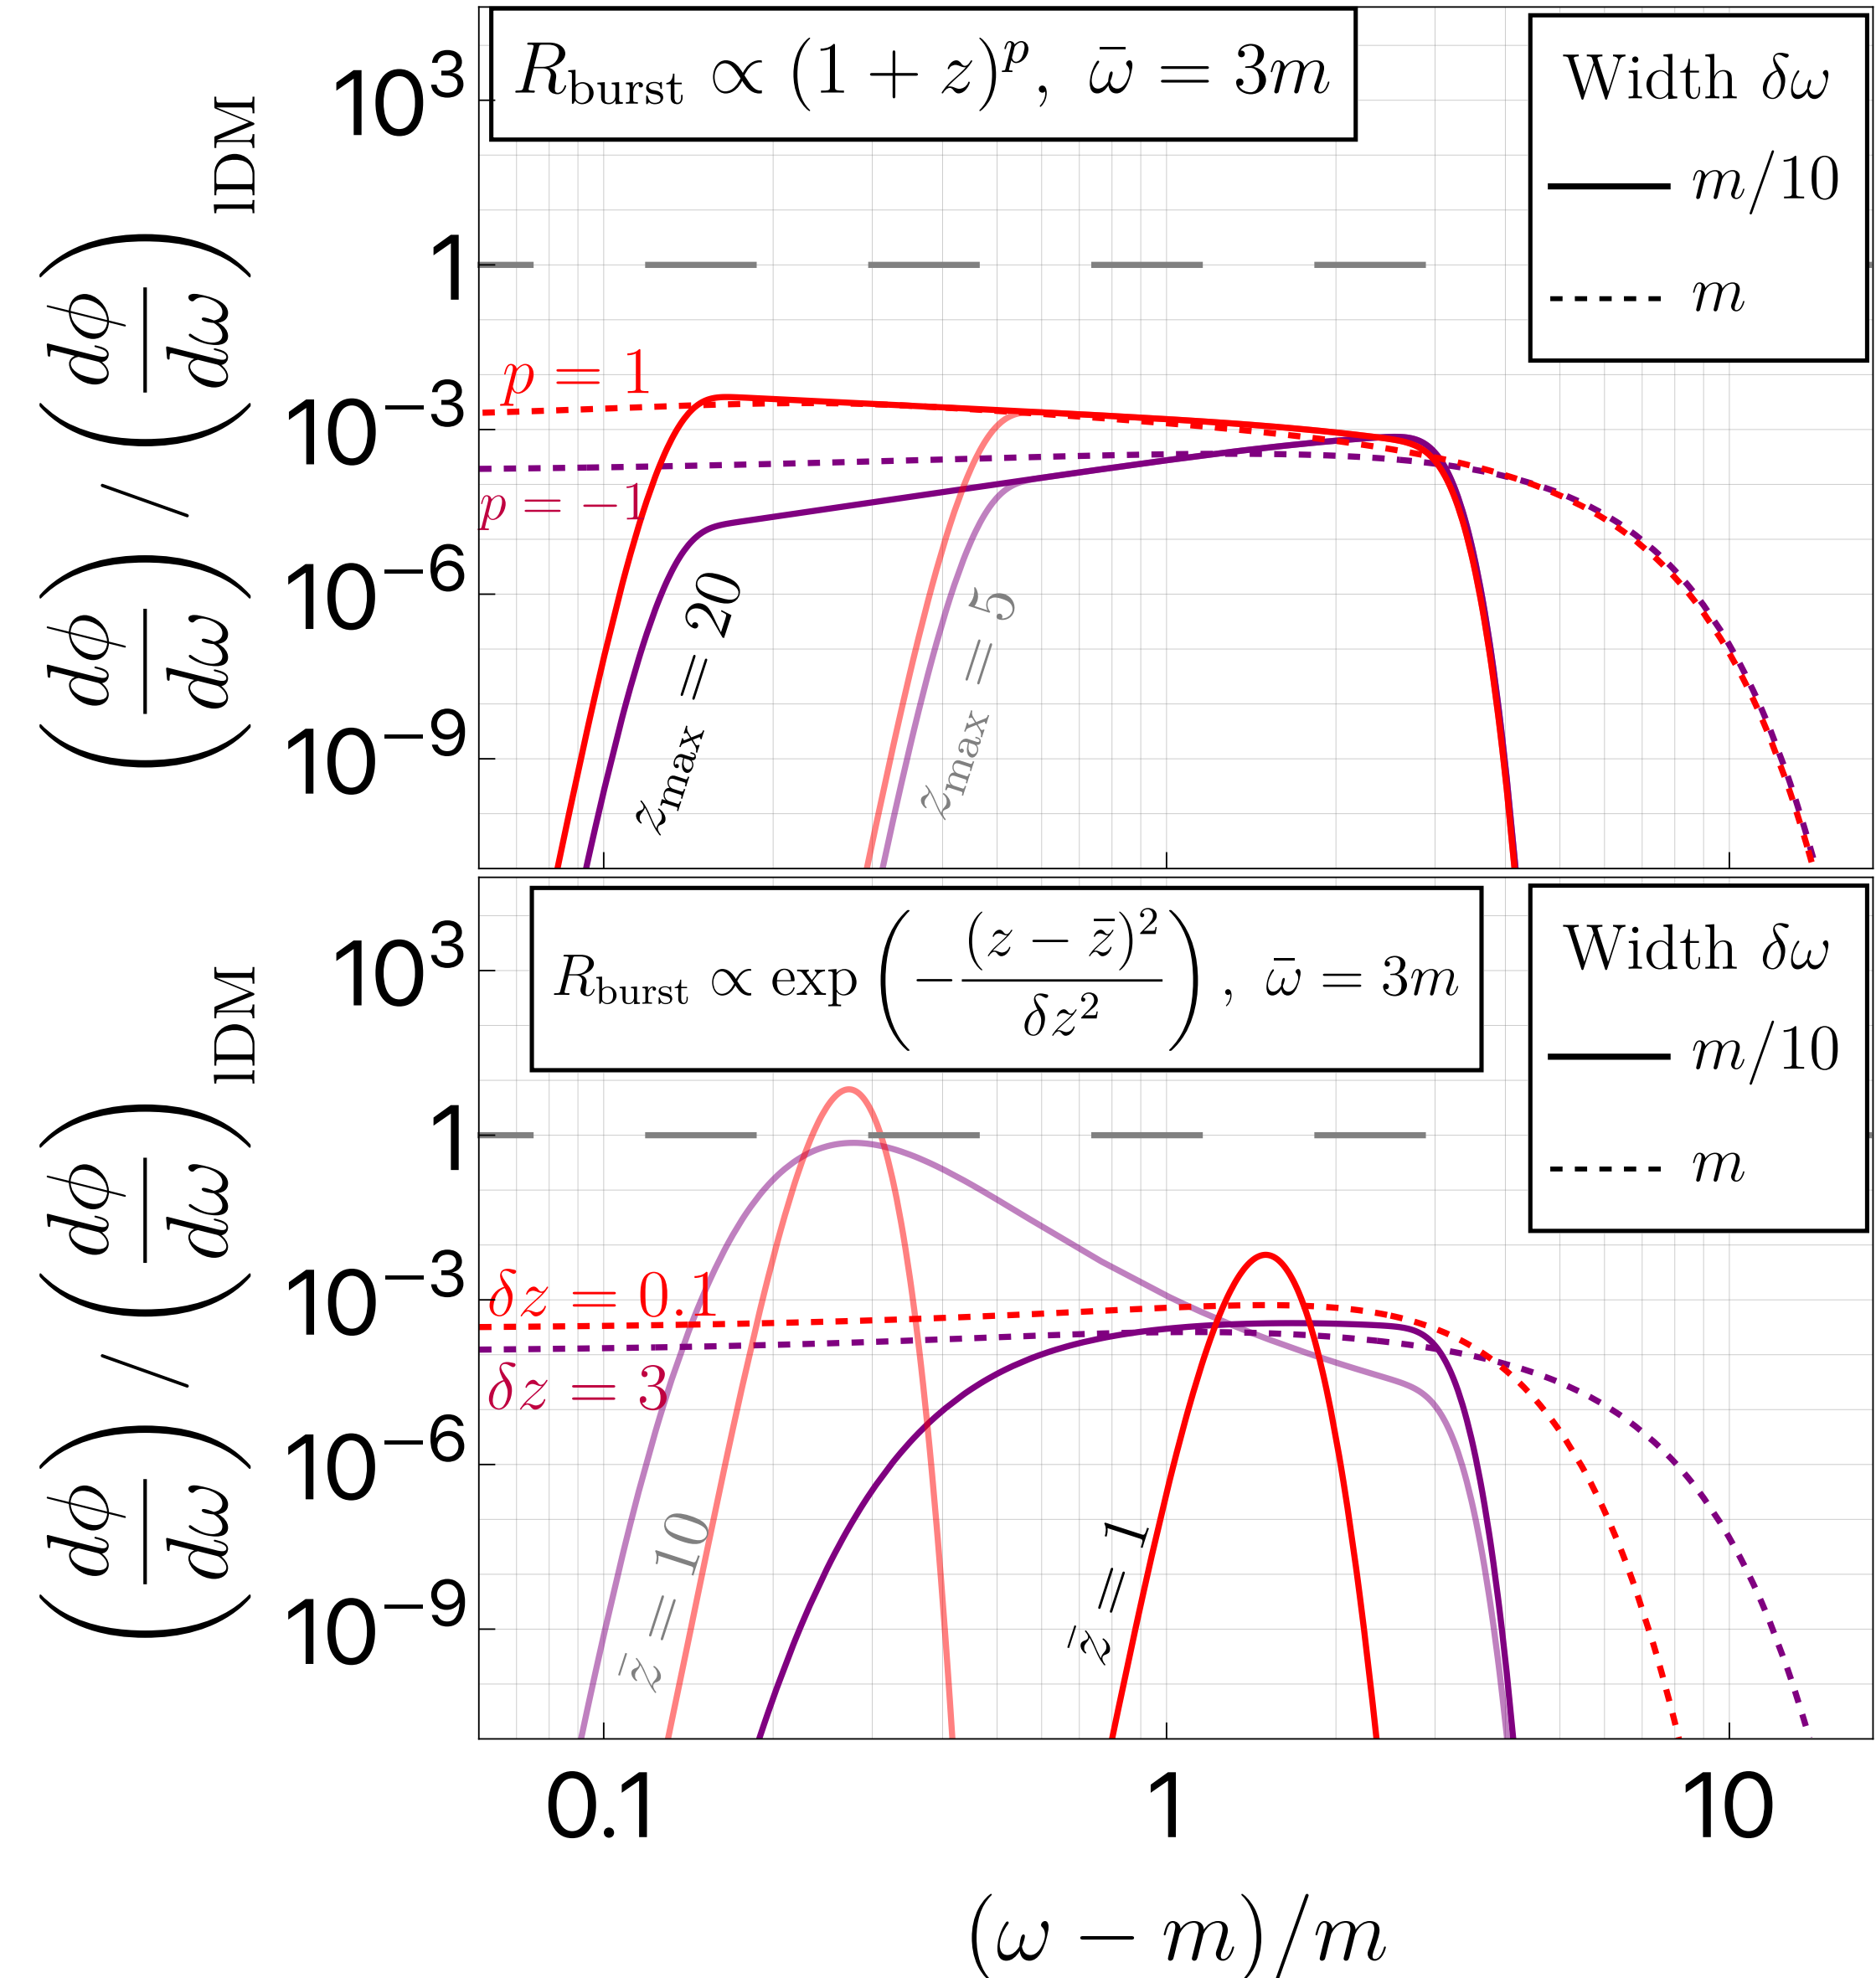 R_burst ∝ (1 + z)^p, ω̄ = 3m
Width δω
m/10
m
(dφ/dω) / (dφ/dω)_IDM
10^3
1
10^−3
10^−6
10^−9
p = 1
p = −1
z_max = 20
z_max = 5
R_burst ∝ exp(−(z − z̄)^2/δz^2), ω̄ = 3m
Width δω
m/10
m
(dφ/dω) / (dφ/dω)_IDM
10^3
1
10^−3
10^−6
10^−9
δz = 0.1
δz = 3
z̄ = 10
z̄ = 1
0.1 1 10
(ω − m)/m